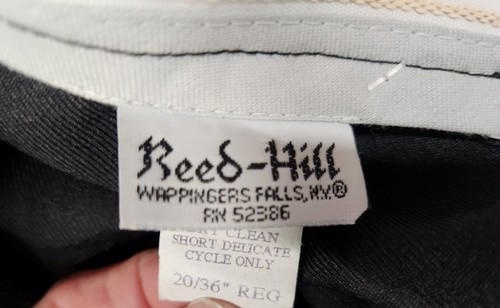 Reed-Hill
WAPPINGERS FALLS, N.Y.®
RN 52386
CLEAN
SHORT DELICATE
CYCLE ONLY
20/36" REG